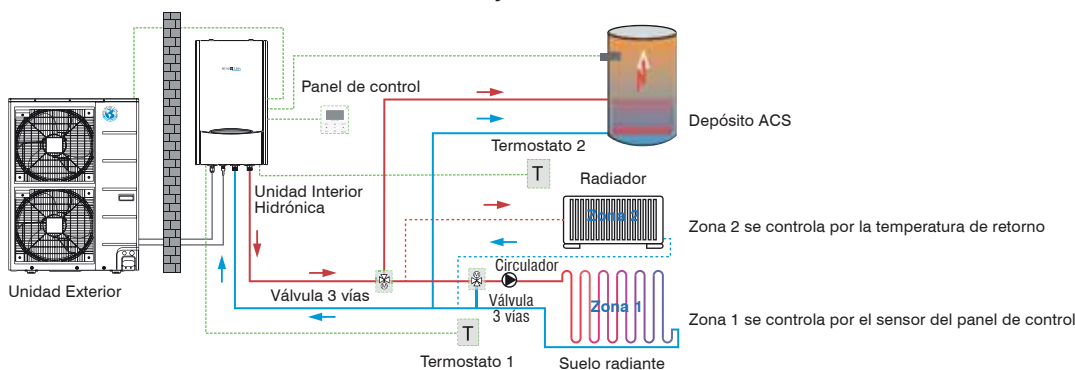 Panel de control
Depósito ACS
Termostato 2
T
Unidad Interior
Hidrónica
Radiador
Zona 2
Zona 2 se controla por la temperatura de retorno
Unidad Exterior
Válvula 3 vías
Circulador
Válvula
3 vías
Zona 1
Zona 1 se controla por el sensor del panel de control
T
Termostato 1
Suelo radiante